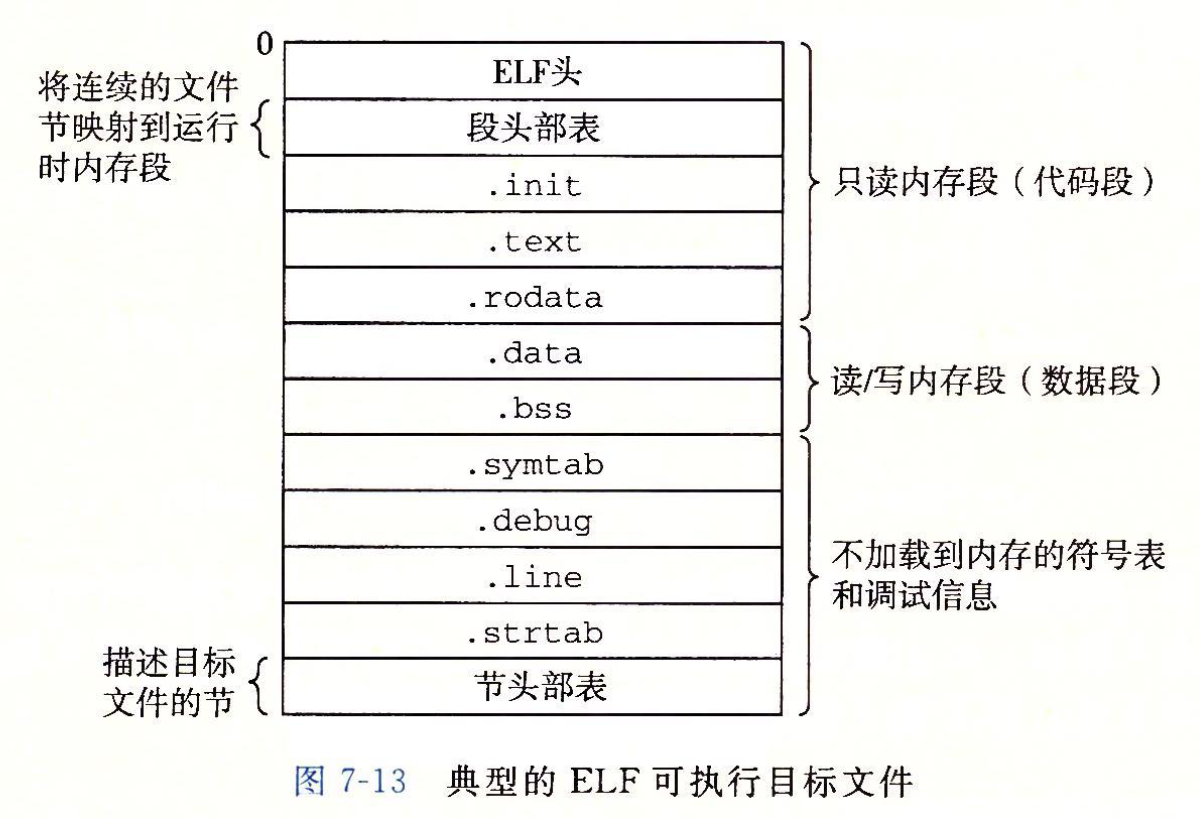 0
ELF头
将连续的文件
节映射到运行
时内存段
段头部表
.init
.text
.rodata
只读内存段（代码段）
.data
.bss
读/写内存段（数据段）
.symtab
.debug
.line
.strtab
不加载到内存的符号表
和调试信息
描述目标
文件的节
节头部表
图 7-13 典型的 ELF 可执行目标文件